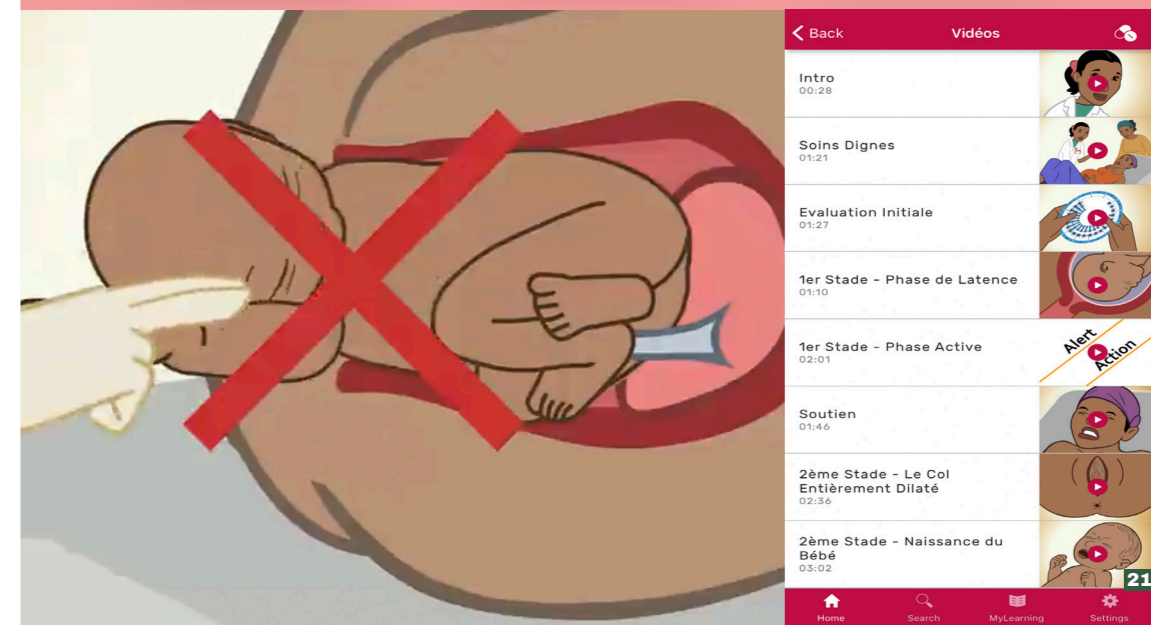 Back
Vidéos
Intro
00:28
Soins Dignes
01:21
Evaluation Initiale
01:27
1er Stade - Phase de Latence
01:10
1er Stade - Phase Active
02:01
Alert
Action
Soutien
01:46
2ème Stade - Le Col
Entièrement Dilaté
02:36
2ème Stade - Naissance du
Bébé
03:02
21
Home
Search
MyLearning
Settings